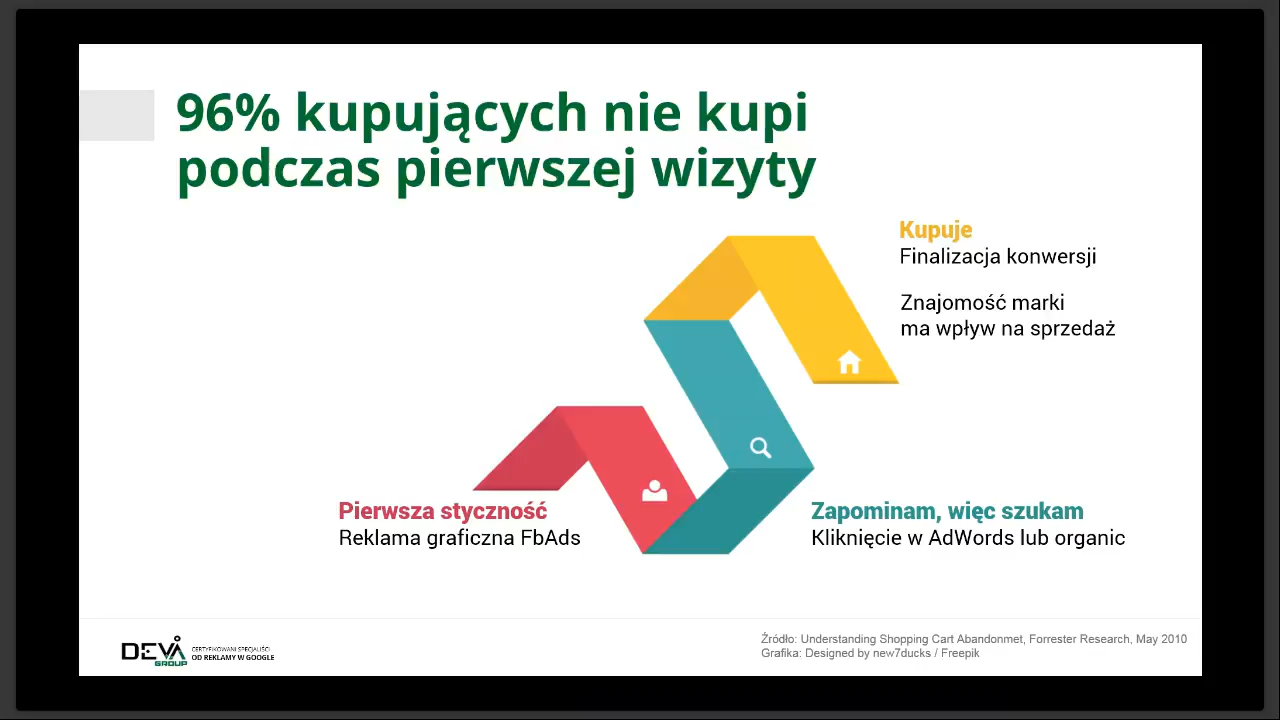 96% kupujących nie kupi
podczas pierwszej wizyty
Kupuje
Finalizacja konwersji
Znajomość marki
ma wpływ na sprzedaż
Pierwsza styczność
Reklama graficzna FbAds
Zapominam, więc szukam
Kliknięcie w AdWords lub organic
DEVA
GROUP
CERTYFIKOWANI SPECJALIŚCI
OD REKLAMY W GOOGLE
Źródło: Understanding Shopping Cart Abandonmet, Forrester Research, May 2010
Grafika: Designed by new7ducks / Freepik